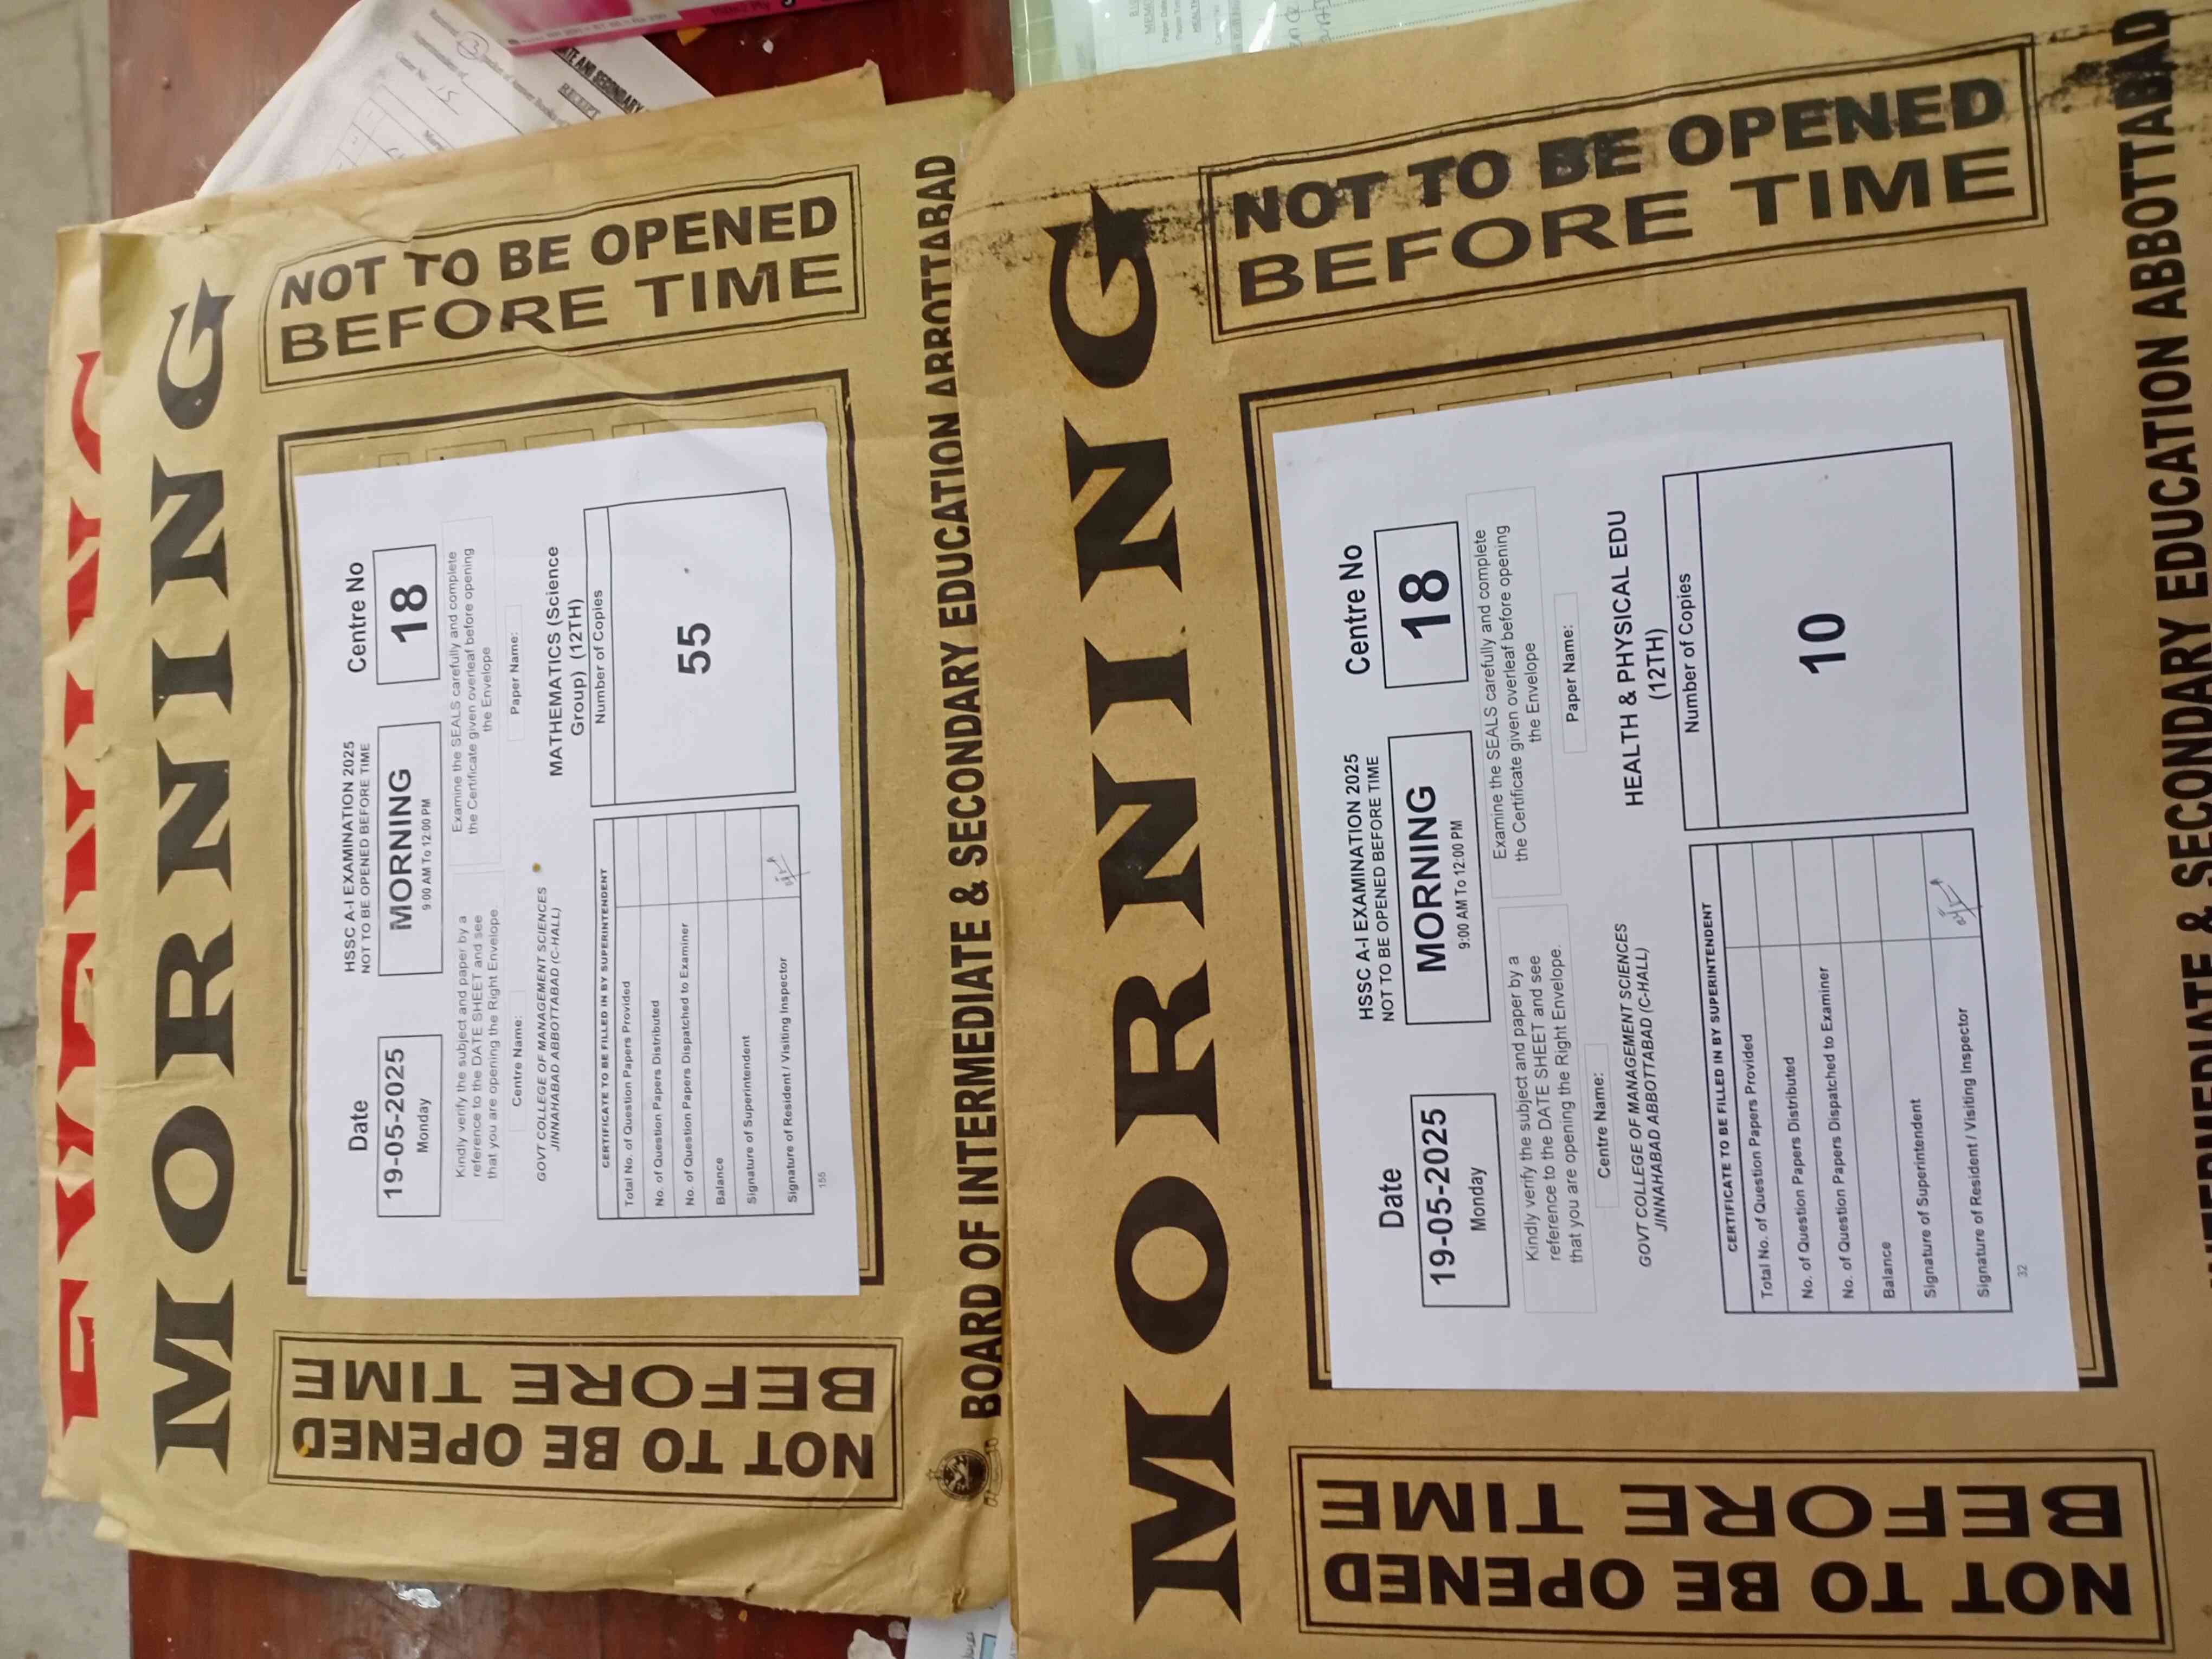 MORNING
NOT TO BE OPENED
BEFORE TIME
Date
19-05-2025
Monday
HSSC A-I EXAMINATION 2025
NOT TO BE OPENED BEFORE TIME
MORNING
9:00 AM To 12:00 PM
Centre No
18
Kindly verify the subject and paper by a
reference to the DATE SHEET and see
that you are opening the Right Envelope.
Examine the SEALS carefully and complete
the Certificate given overleaf before opening
the Envelope
Centre Name:
GOVT COLLEGE OF MANAGEMENT SCIENCES
JINNAHABAD ABBOTTABAD (C-HALL)
Paper Name:
MATHEMATICS (Science
Group) (12TH)
CERTIFICATE TO BE FILLED IN BY SUPERINTENDENT
Total No. of Question Papers Provided
No. of Question Papers Distributed
No. of Question Papers Dispatched to Examiner
Balance
Signature of Superintendent
Signature of Resident / Visiting Inspector
Number of Copies
55
155
NOT TO BE OPENED
BEFORE TIME
BOARD OF INTERMEDIATE & SECONDARY EDUCATION ABBOTTABAD
MORNING
NOT TO BE OPENED
BEFORE TIME
Date
19-05-2025
Monday
HSSC A-I EXAMINATION 2025
NOT TO BE OPENED BEFORE TIME
MORNING
9:00 AM To 12:00 PM
Centre No
18
Kindly verify the subject and paper by a
reference to the DATE SHEET and see
that you are opening the Right Envelope.
Examine the SEALS carefully and complete
the Certificate given overleaf before opening
the Envelope
Centre Name:
GOVT COLLEGE OF MANAGEMENT SCIENCES
JINNAHABAD ABBOTTABAD (C-HALL)
Paper Name:
HEALTH & PHYSICAL EDU
(12TH)
CERTIFICATE TO BE FILLED IN BY SUPERINTENDENT
Total No. of Question Papers Provided
No. of Question Papers Distributed
No. of Question Papers Dispatched to Examiner
Balance
Signature of Superintendent
Signature of Resident / Visiting Inspector
Number of Copies
10
32
NOT TO BE OPENED
BEFORE TIME
INTERMEDIATE & SECONDARY EDUCATION ABBOTTABAD